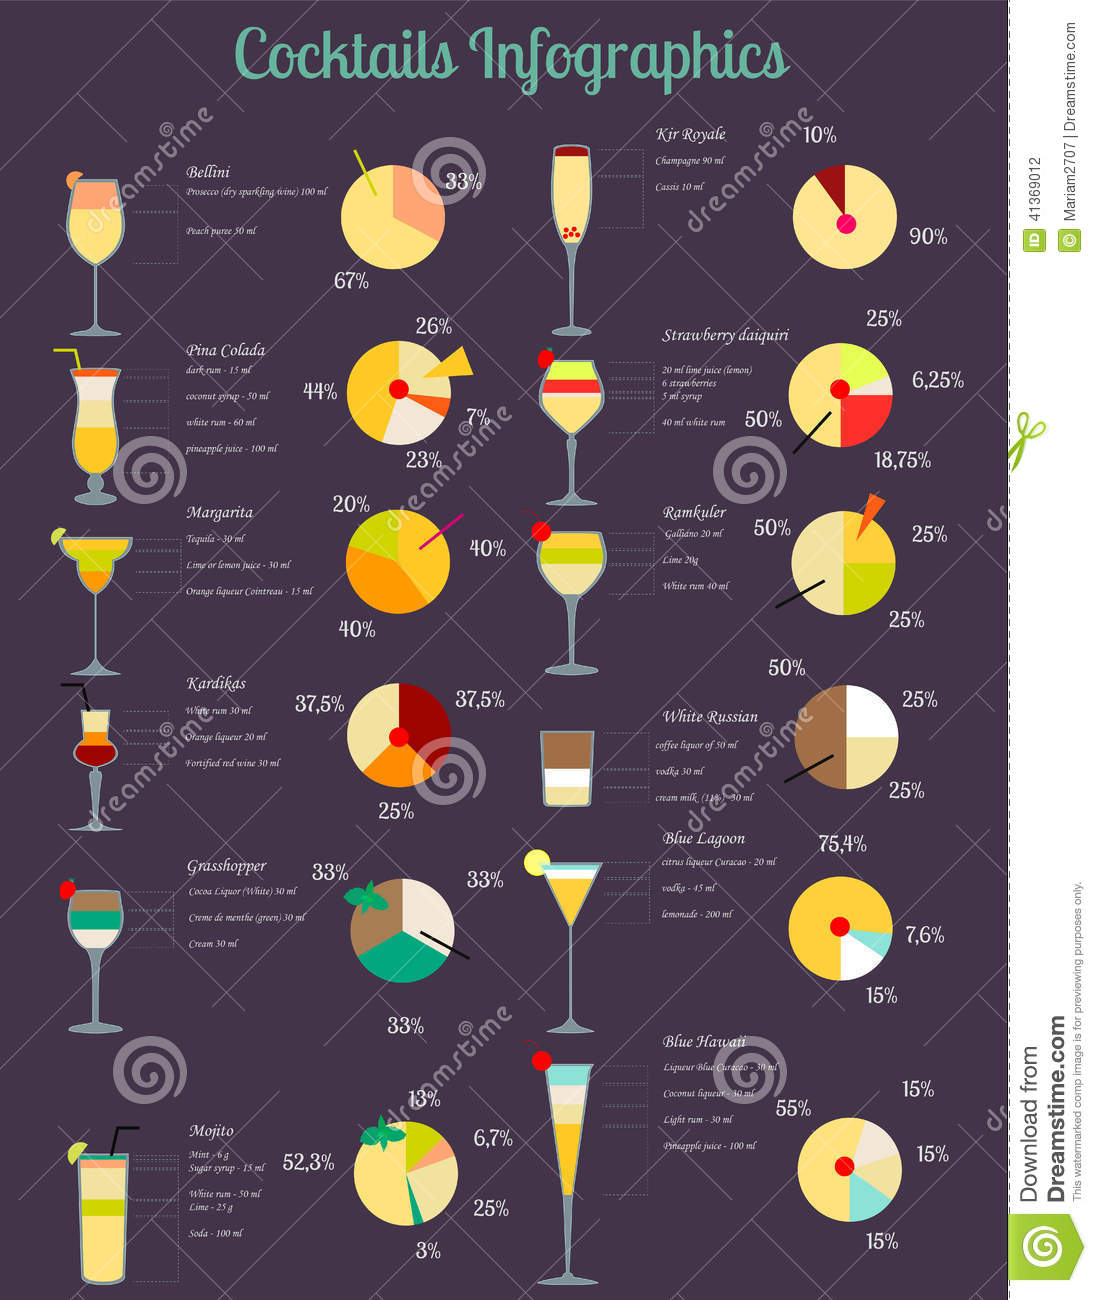 Cocktails Infographics
Bellini
Prosecco (dry sparkling wine) 100 ml
Peach puree 50 ml
33%
67%
Kir Royale
Champagne 90 ml
Cassis 10 ml
10%
90%
Pina Colada
dark rum - 15 ml
coconut syrup - 50 ml
white rum - 60 ml
pineapple juice - 100 ml
26%
44%
7%
23%
Strawberry daiquiri
20 ml lime juice (lemon)
6 strawberries
5 ml syrup
40 ml white rum
25%
6,25%
50%
18,75%
Margarita
Tequila - 30 ml
Lime or lemon juice - 30 ml
Orange liqueur Cointreau - 15 ml
20%
40%
40%
Ramkuler
Galliano 20 ml
Lime 20g
White rum 40 ml
50%
25%
25%
Kardikas
White rum 30 ml
Orange liqueur 20 ml
Fortified red wine 30 ml
37,5%
37,5%
25%
White Russian
coffee liquor of 50 ml
vodka 30 ml
cream milk (11%) -30 ml
50%
25%
25%
Grasshopper
Cocoa Liquor (White) 30 ml
Creme de menthe (green) 30 ml
Cream 30 ml
33%
33%
33%
Blue Lagoon
citrus liqueur Curacao - 20 ml
vodka - 45 ml
lemonade - 200 ml
75,4%
7,6%
15%
Mojito
Mint - 6 g
Sugar syrup - 15 ml
White rum - 50 ml
Lime - 25 g
Soda - 100 ml
13%
6,7%
52,3%
25%
3%
Blue Hawaii
Liqueur Blue Curacao - 30 ml
Coconut liqueur - 30 ml
Light rum - 30 ml
Pineapple juice - 100 ml
15%
55%
15%
15%
dreamstime
dreamstime
dreamstime
dreamstime
dreamstime
dreamstime
dreamstime
ID 41369012
© Mariam2707 | Dreamstime.com
Download from
Dreamstime.com
This watermarked comp image is for previewing purposes only.